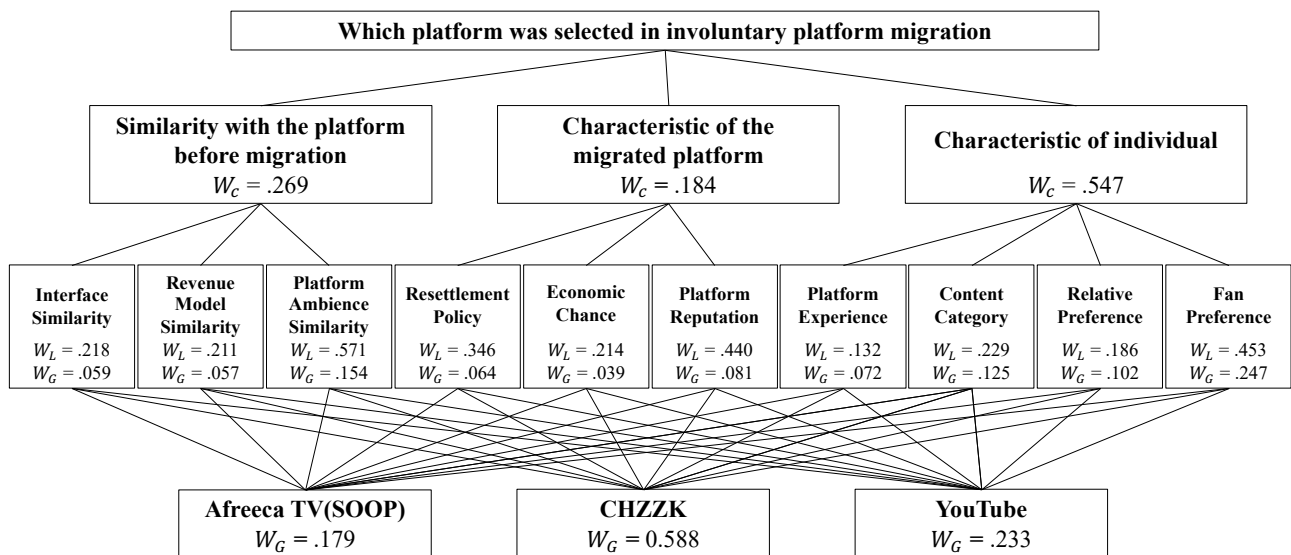 Which platform was selected in involuntary platform migration
Similarity with the platform
before migration
W_c = .269
Characteristic of the
migrated platform
W_c = .184
Characteristic of individual
W_c = .547
Interface
Similarity
W_L = .218
W_G = .059
Revenue
Model
Similarity
W_L = .211
W_G = .057
Platform
Ambience
Similarity
W_L = .571
W_G = .154
Resettlement
Policy
W_L = .346
W_G = .064
Economic
Chance
W_L = .214
W_G = .039
Platform
Reputation
W_L = .440
W_G = .081
Platform
Experience
W_L = .132
W_G = .072
Content
Category
W_L = .229
W_G = .125
Relative
Preference
W_L = .186
W_G = .102
Fan
Preference
W_L = .453
W_G = .247
Afreeca TV(SOOP)
W_G = .179
CHZZK
W_G = 0.588
YouTube
W_G = .233